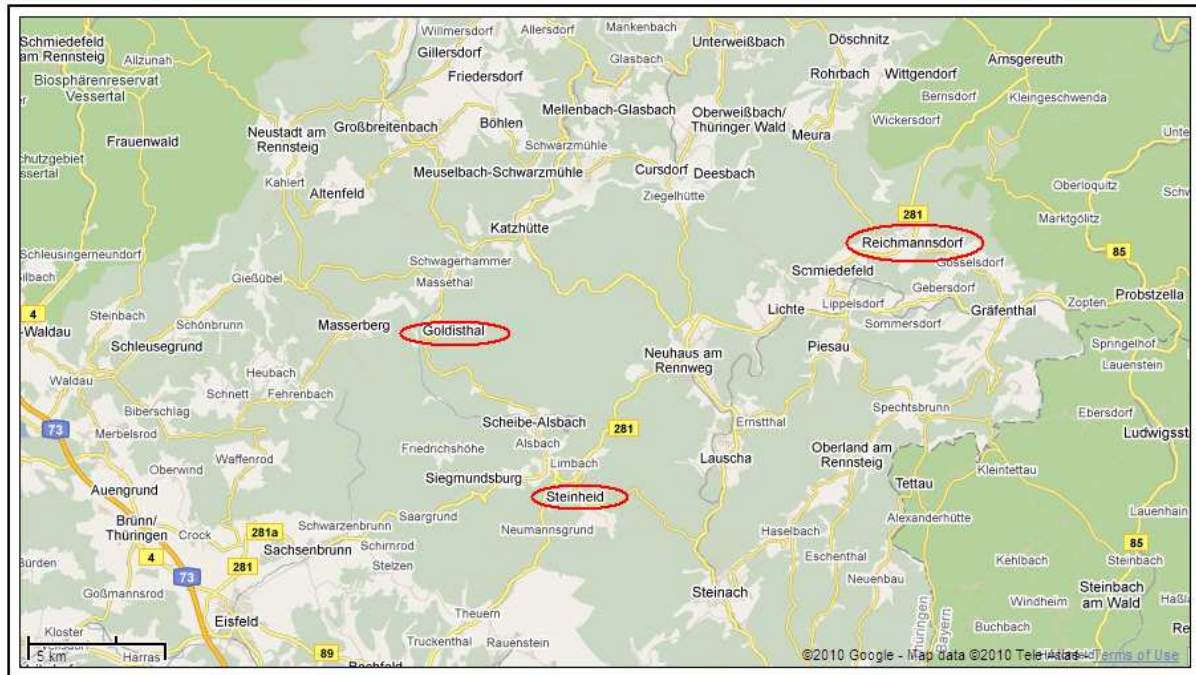 Willmersdorf Allersdorf Mankenbach
Schmiedefeld
am Rennsteig
Allzunah
Gillersdorf
Unterweißbach
Döschnitz
Glasbach
Arnsgereuth
Biosphärenreservat
Vessertal
Friedersdorf
Rohrbach Wittgendorf
Bernsdorf
Kleingeschwenda
Mellenbach-Glasbach
Oberweißbach/
Thüringer Wald
Wickersdorf
Frauenwald
Neustadt am
Rennsteig
Großbreitenbach
Böhlen
Meura
Schwarzmühle
Kahlert
Altenfeld
Meuselbach-Schwarzmühle
Cursdorf Deesbach
Ziegelhütte
Oberloquitz
Marktgölitz
Katzhütte
281
Reichmannsdorf
85
Schleusingerneundorf
Schwagerhammer
Massethal
Schmiedefeld
Gösselsdorf
Gießübel
Gebersdorf
Probstzella
4
Steinbach
Schönbrunn
Masserberg
Goldisthal
Lichte
Lippelsdorf
Sommersdorf
Gräfenthal
Zopten
-Waldau
Schleusegrund
Neuhaus am
Rennweg
Piesau
Springelhof
Lauenstein
Waldau
Heubach
Schnett
Fehrenbach
Biberschlag
Merbelsrod
73
Scheibe-Alsbach
281
Ernstthal
Spechtsbrunn
Ebersdorf
Ludwigsst
Friedrichshöhe
Alsbach
Waffenrod
Limbach
Lauscha
Oberland am
Rennsteig
Oberwind
Siegmundsburg
Kleintettau
Auengrund
Steinheid
Tettau
Saargrund
Alexanderhütte
Lauenhain
Brünn/
Thüringen
Crock
281a
Schwarzenbrunn
Neumannsgrund
Haselbach
85
4
281
Sachsenbrunn
Schirnrod
Stelzen
Eschenthal
Kehlbach
Steinbach
73
Goßmannsrod
Steinach
Neuenbau
Windheim
Steinbach
am Wald
Eisfeld
Theuern
Buchbach
Kloster
Truckenthal
Rauenstein
Thüringen
Bayern
5 km
Harras
89
©2010 Google - Map data ©2010 Tele Atlas - Terms of Use